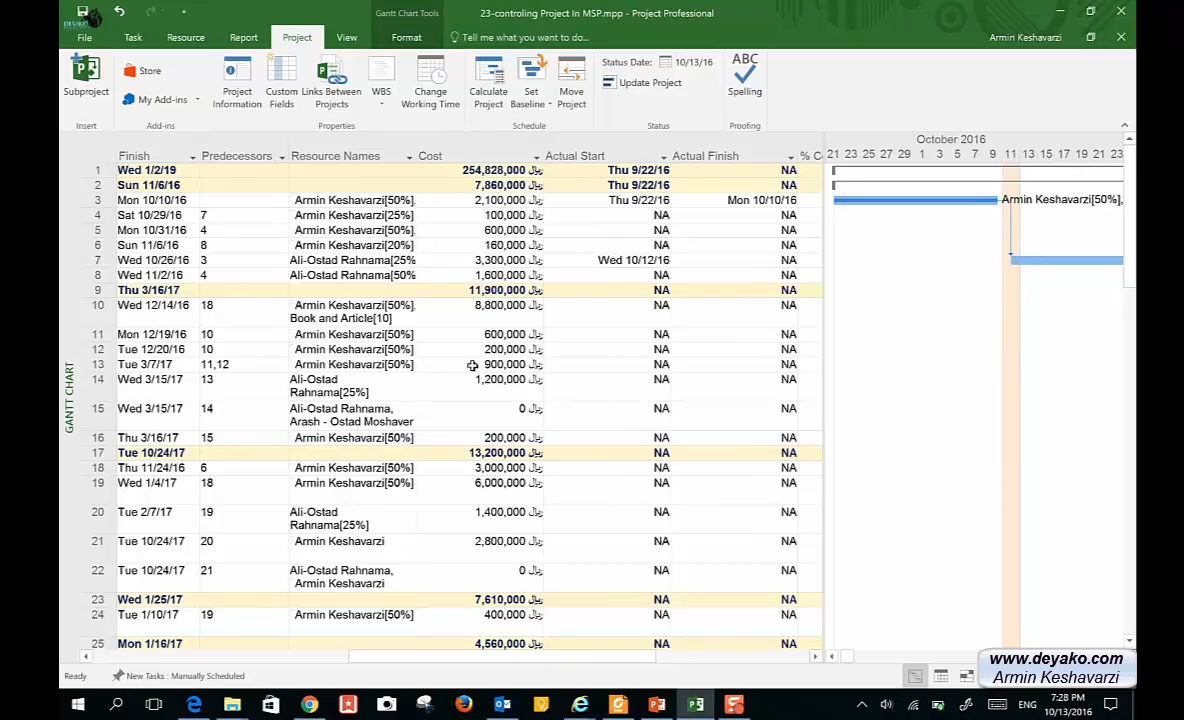 DEYAKO
Gantt Chart Tools
23-controling Project In MSP.mpp - Project Professional
File Task Resource Report Project View Format Tell me what you want to do... Armin Keshavarzi
Subproject
Store
My Add-ins
Project Information
Custom Fields
Links Between Projects
WBS
Change Working Time
Calculate Project
Set Baseline
Move Project
Status Date: 10/13/16
Update Project
ABC
Spelling
Insert Add-ins Properties Schedule Status Proofing
October 2016
Finish Predecessors Resource Names Cost Actual Start Actual Finish % C 21 23 25 27 29 1 3 5 7 9 11 13 15 17 19 21 23
1 Wed 1/2/19 254,828,000 ریال Thu 9/22/16 NA
2 Sun 11/6/16 7,860,000 ریال Thu 9/22/16 NA
3 Mon 10/10/16 Armin Keshavarzi[50%], 2,100,000 ریال Thu 9/22/16 Mon 10/10/16 Armin Keshavarzi[50%],
4 Sat 10/29/16 7 Armin Keshavarzi[25%] 100,000 ریال NA NA
5 Mon 10/31/16 4 Armin Keshavarzi[50%], 600,000 ریال NA NA
6 Sun 11/6/16 8 Armin Keshavarzi[20%] 160,000 ریال NA NA
7 Wed 10/26/16 3 Ali-Ostad Rahnama[25% 3,300,000 ریال Wed 10/12/16 NA
8 Wed 11/2/16 4 Ali-Ostad Rahnama[50% 1,600,000 ریال NA NA
9 Thu 3/16/17 11,900,000 ریال NA NA
10 Wed 12/14/16 18 Armin Keshavarzi[50%], 8,800,000 ریال NA NA
Book and Article[10]
11 Mon 12/19/16 10 Armin Keshavarzi[50%] 600,000 ریال NA NA
12 Tue 12/20/16 10 Armin Keshavarzi[50%] 200,000 ریال NA NA
13 Tue 3/7/17 11,12 Armin Keshavarzi[50%] 900,000 ریال NA NA
14 Wed 3/15/17 13 Ali-Ostad 1,200,000 ریال NA NA
Rahnama[25%]
15 Wed 3/15/17 14 Ali-Ostad Rahnama, 0 ریال NA NA
Arash - Ostad Moshaver
16 Thu 3/16/17 15 Armin Keshavarzi[50%] 200,000 ریال NA NA
17 Tue 10/24/17 13,200,000 ریال NA NA
18 Thu 11/24/16 6 Armin Keshavarzi[50%] 3,000,000 ریال NA NA
19 Wed 1/4/17 18 Armin Keshavarzi[50%] 6,000,000 ریال NA NA
20 Tue 2/7/17 19 Ali-Ostad 1,400,000 ریال NA NA
Rahnama[25%]
21 Tue 10/24/17 20 Armin Keshavarzi 2,800,000 ریال NA NA
22 Tue 10/24/17 21 Ali-Ostad Rahnama, 0 ریال NA NA
Armin Keshavarzi
23 Wed 1/25/17 7,610,000 ریال NA NA
24 Tue 1/10/17 19 Armin Keshavarzi[50%] 400,000 ریال NA NA
25 Mon 1/16/17 4,560,000 ریال NA NA
GANTT CHART
Ready New Tasks : Manually Scheduled
www.deyako.com
Armin Keshavarzi
ENG
7:28 PM
10/13/2016